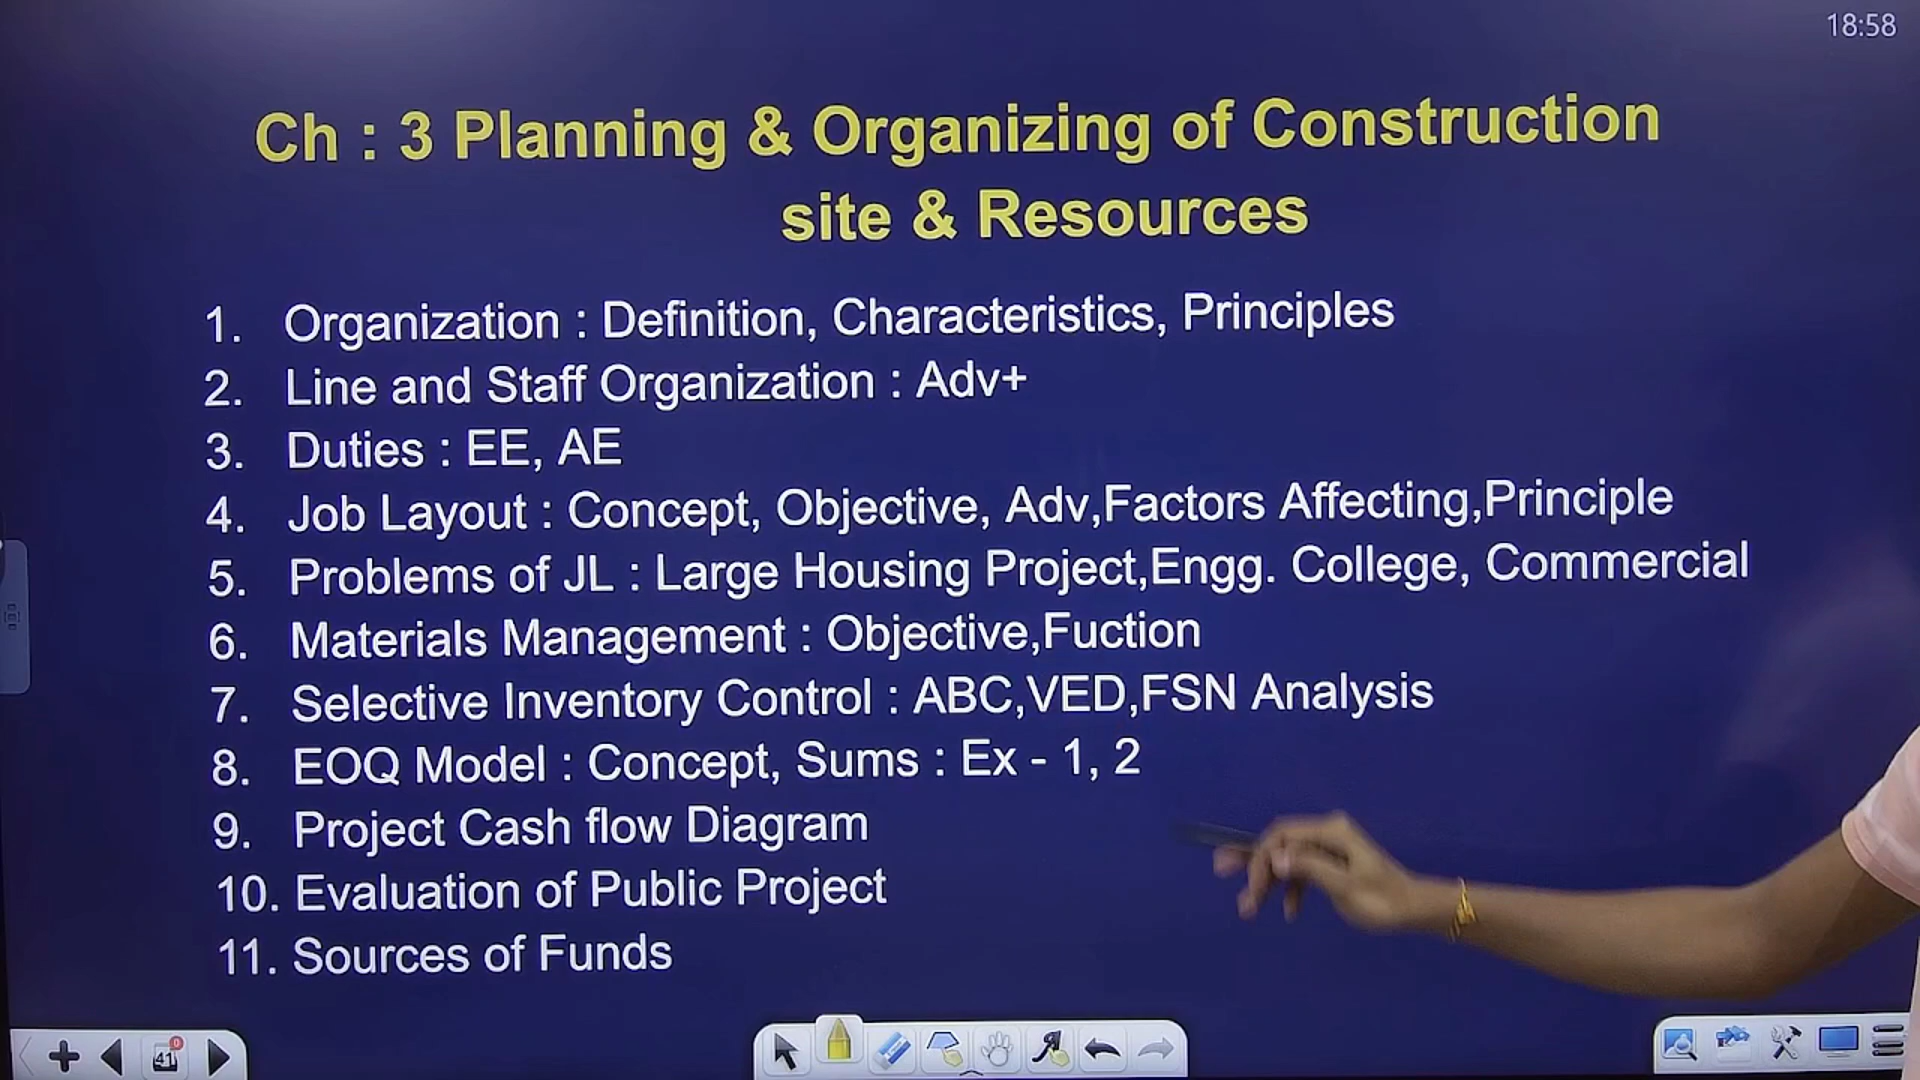 18:58
Ch : 3 Planning & Organizing of Construction
site & Resources
1. Organization : Definition, Characteristics, Principles
2. Line and Staff Organization : Adv+
3. Duties : EE, AE
4. Job Layout : Concept, Objective, Adv,Factors Affecting,Principle
5. Problems of JL : Large Housing Project,Engg. College, Commercial
6. Materials Management : Objective,Fuction
7. Selective Inventory Control : ABC,VED,FSN Analysis
8. EOQ Model : Concept, Sums : Ex - 1, 2
9. Project Cash flow Diagram
10. Evaluation of Public Project
11. Sources of Funds
41
0